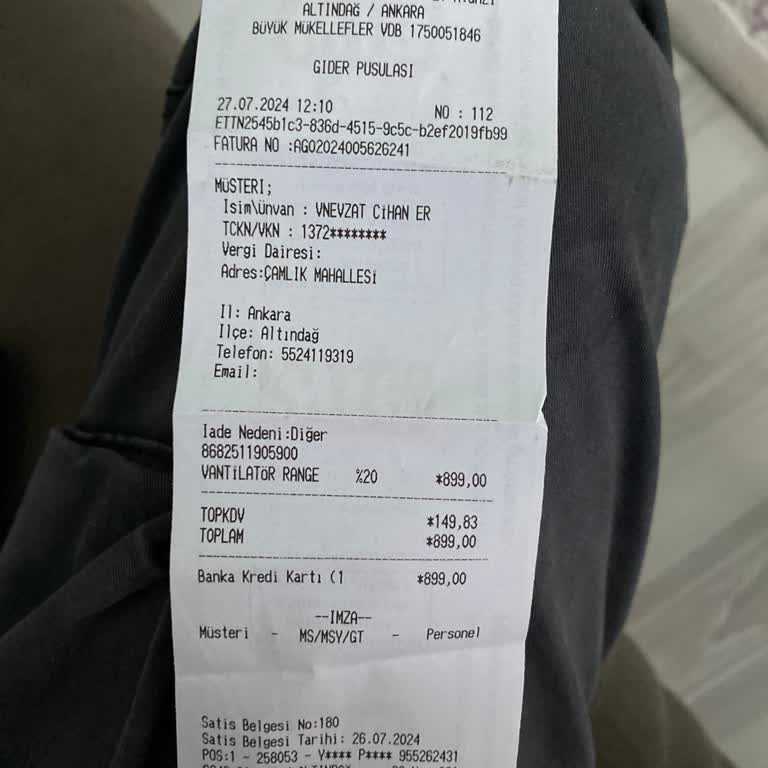 ALTINDAĞ / ANKARA
BÜYÜK MÜKELLEFLER VDB 1750051846
GIDER PUSULASI
27.07.2024 12:10 NO : 112
ETTN2545b1c3-836d-4515-9c5c-b2ef2019fb99
FATURA NO :AG02024005626241
MÜSTERI;
Isim\Ünvan : VNEVZAT CİHAN ER
TCKN/VKN : 1372********
Vergi Dairesi:
Adres:ÇAMLIK MAHALLESİ
Il: Ankara
Ilçe: Altındağ
Telefon: 5524119319
Email:
Iade Nedeni:Diğer
8682511905900
VANTİLATöR RANGE %20 *899,00
TOPKDV *149,83
TOPLAM *899,00
Banka Kredi Kartı (1 *899,00
--IMZA--
Müsteri - MS/MSY/GT - Personel
Satis Belgesi No:180
Satis Belgesi Tarihi: 26.07.2024
POS:1 - 258053 - Y**** P**** 955262431